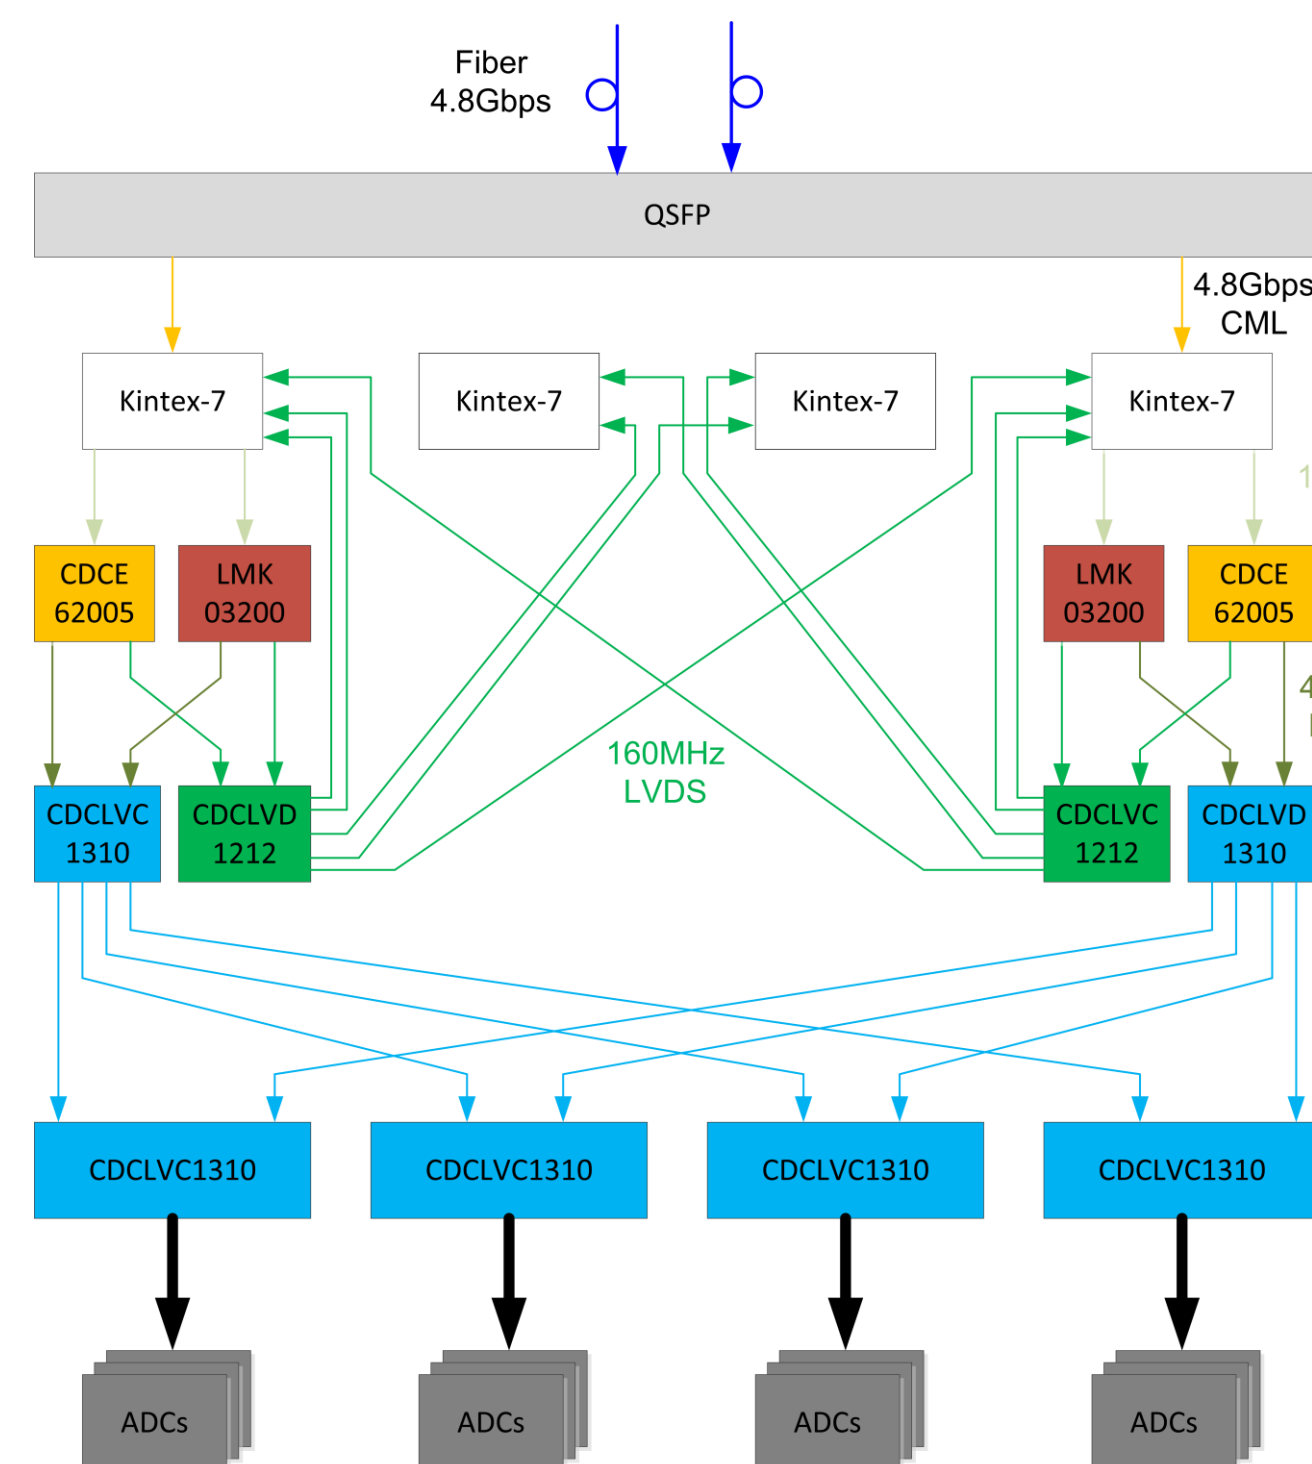 Fiber
4.8Gbps
QSFP
4.8Gbps
CML
Kintex-7
Kintex-7
Kintex-7
Kintex-7
1
CDCE
62005
LMK
03200
LMK
03200
CDCE
62005
4
160MHz
LVDS
CDCLVC
1310
CDCLVD
1212
CDCLVC
1212
CDCLVD
1310
CDCLVC1310
CDCLVC1310
CDCLVC1310
CDCLVC1310
ADCs
ADCs
ADCs
ADCs